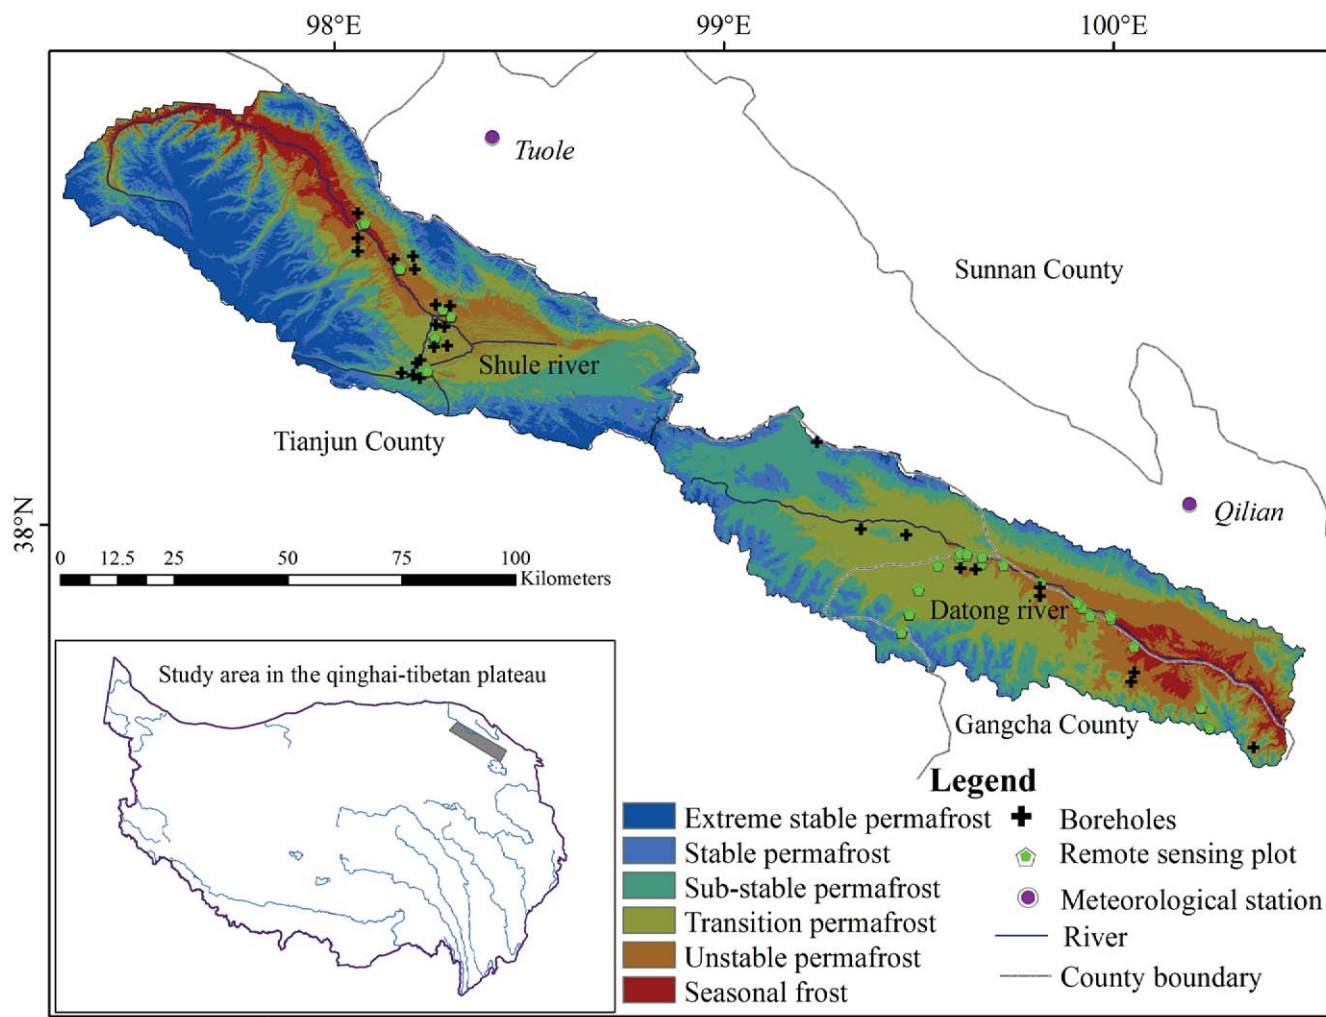 98°E
99°E
100°E
Tuole
Sunnan County
Shule river
Tianjun County
38°N
Qilian
0 12.5 25 50 75 100
Kilometers
Datong river
Gangcha County
Study area in the qinghai-tibetan plateau
Legend
Extreme stable permafrost
Stable permafrost
Sub-stable permafrost
Transition permafrost
Unstable permafrost
Seasonal frost
Boreholes
Remote sensing plot
Meteorological station
River
County boundary